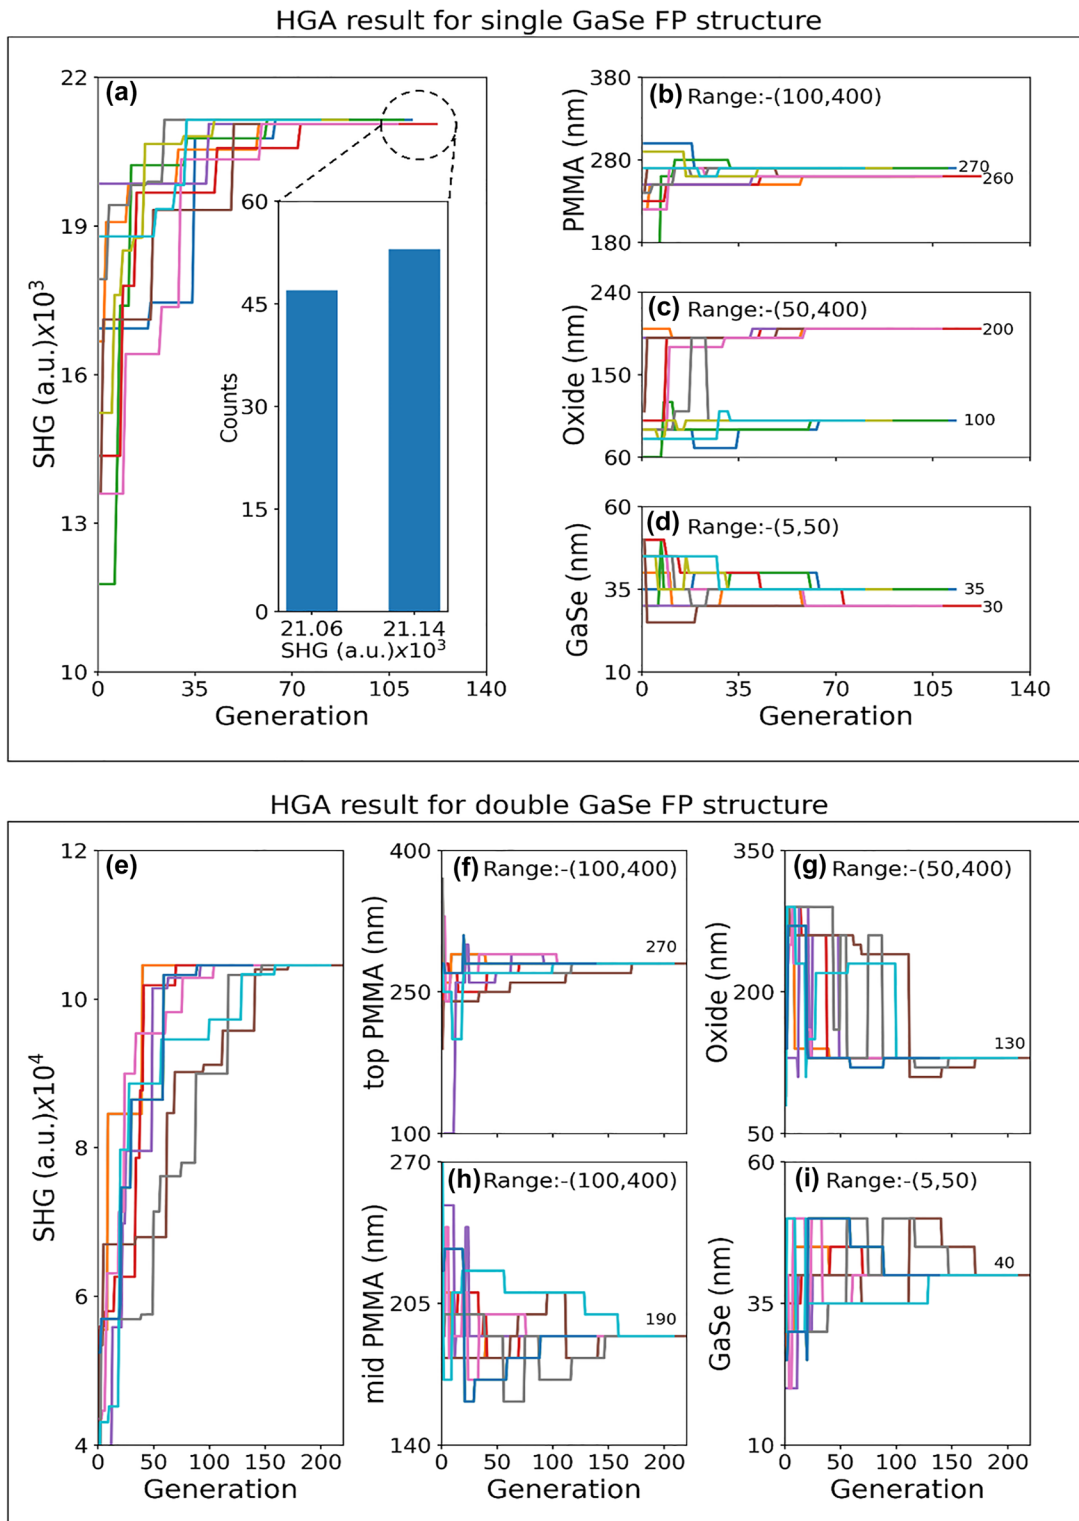 HGA result for single GaSe FP structure
(a)
22
19
16
13
10
SHG (a.u.)x10³
0 35 70 105 140
Generation
60
45
30
15
0
Counts
21.06 21.14
SHG (a.u.)x10³
(b) Range:-(100,400)
380
280
180
PMMA (nm)
270
260
(c) Range:-(50,400)
240
150
60
Oxide (nm)
200
100
(d) Range:-(5,50)
60
35
10
GaSe (nm)
35
30
0 35 70 105 140
Generation
HGA result for double GaSe FP structure
(e)
12
10
8
6
4
SHG (a.u.)x10⁴
0 50 100 150 200
Generation
(f) Range:-(100,400)
400
250
100
top PMMA (nm)
270
(g) Range:-(50,400)
350
200
50
Oxide (nm)
130
(h) Range:-(100,400)
270
205
140
mid PMMA (nm)
190
0 50 100 150 200
Generation
(i) Range:-(5,50)
60
35
10
GaSe (nm)
40
0 50 100 150 200
Generation